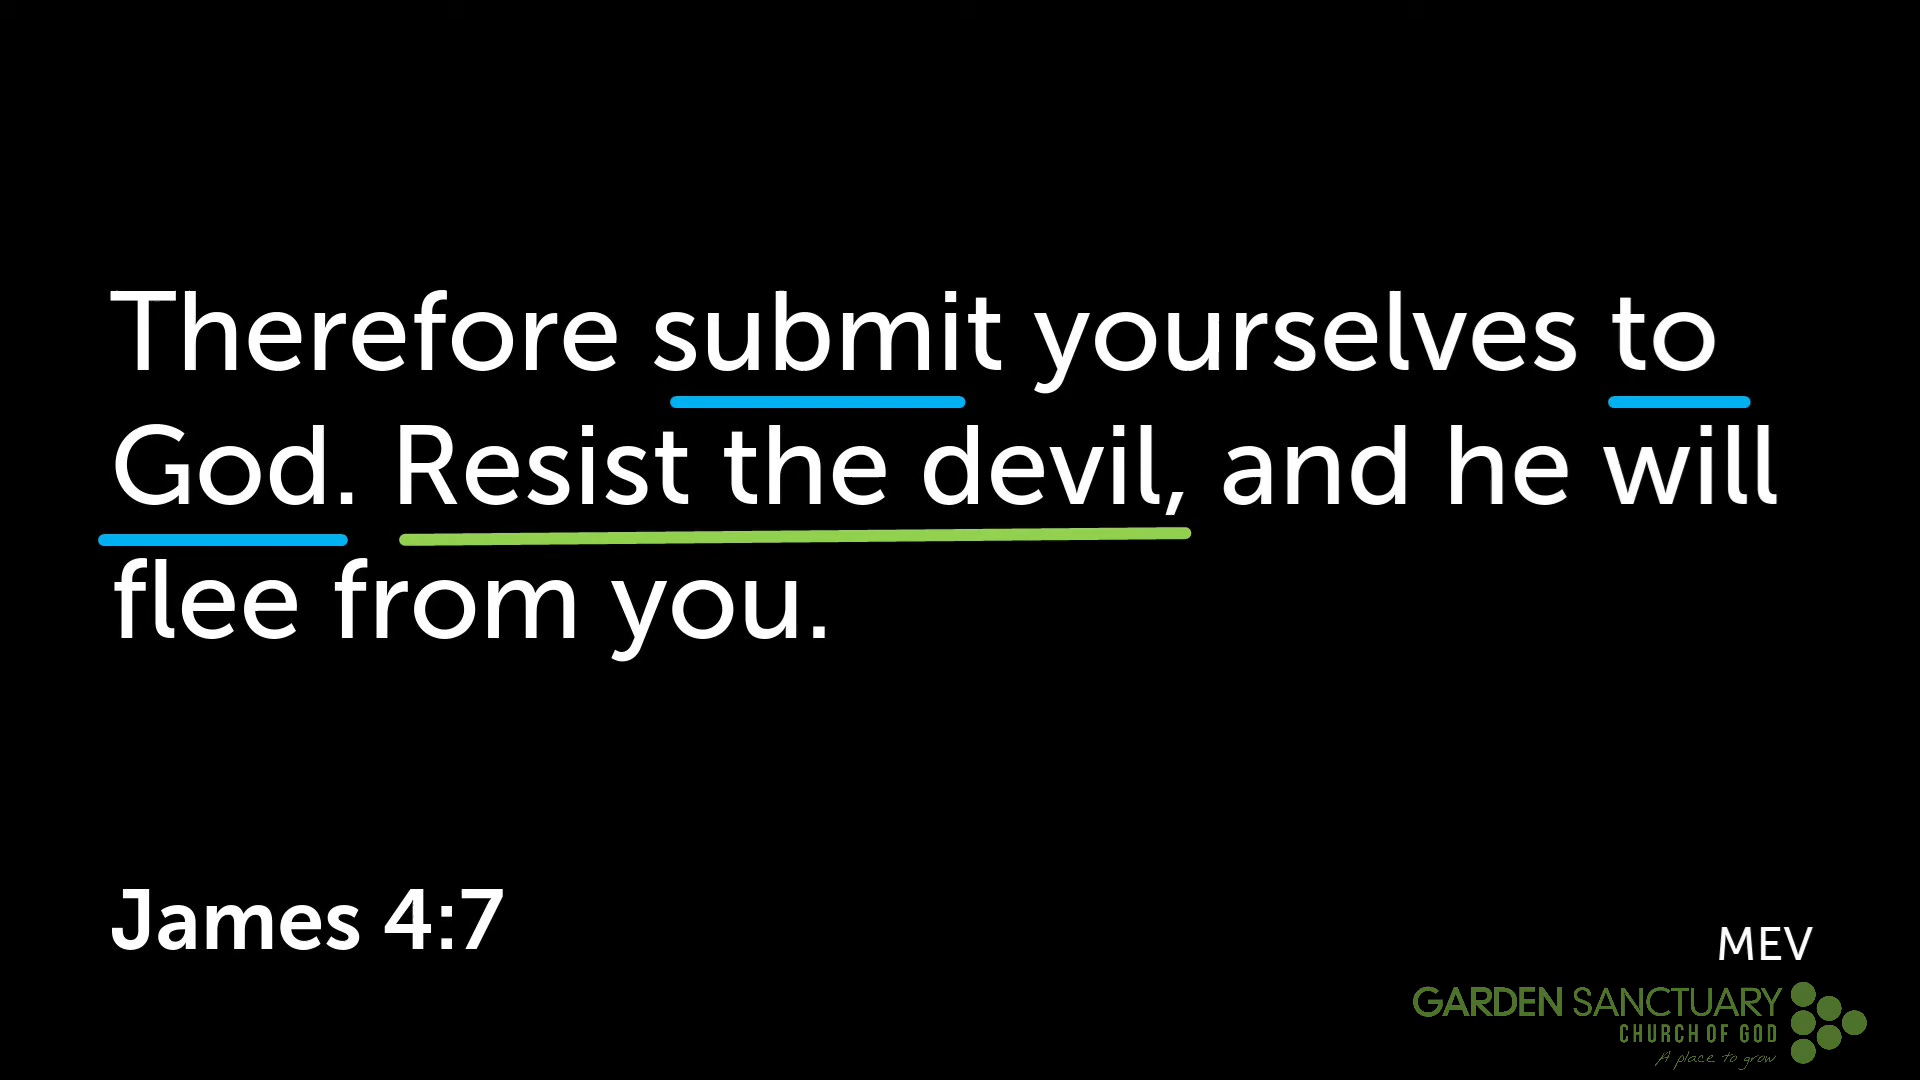 Therefore submit yourselves to
God. Resist the devil, and he will
flee from you.
James 4:7
MEV
GARDEN SANCTUARY
CHURCH OF GOD
A place to grow